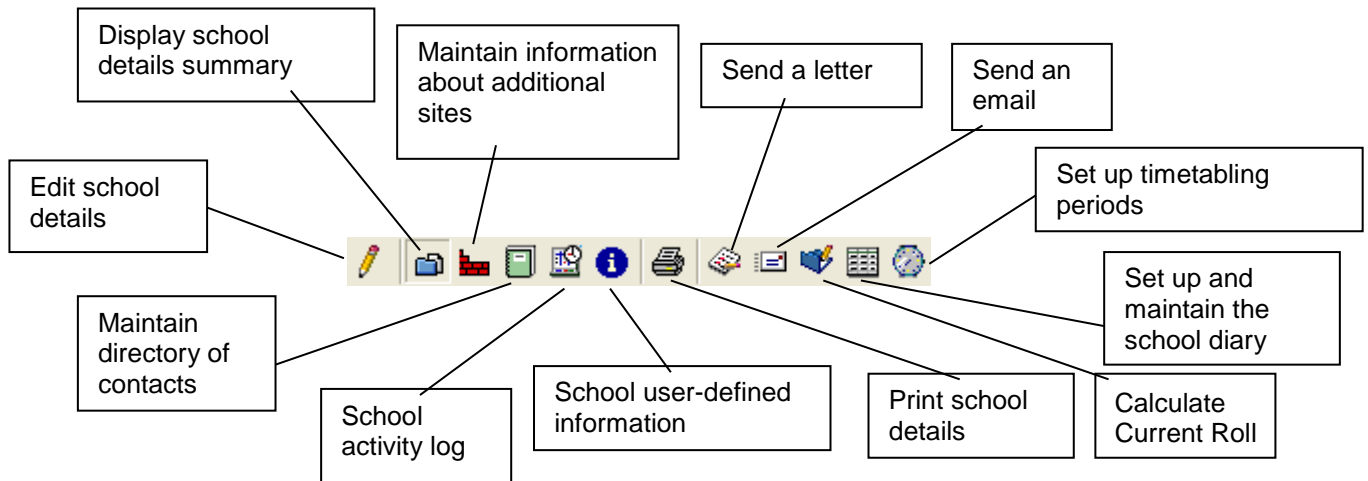 Display school
details summary
Maintain information
about additional
sites
Send a letter
Send an
email
Edit school
details
Set up timetabling
periods
Maintain
directory of
contacts
School
activity log
School user-defined
information
Print school
details
Calculate
Current Roll
Set up and
maintain the
school diary